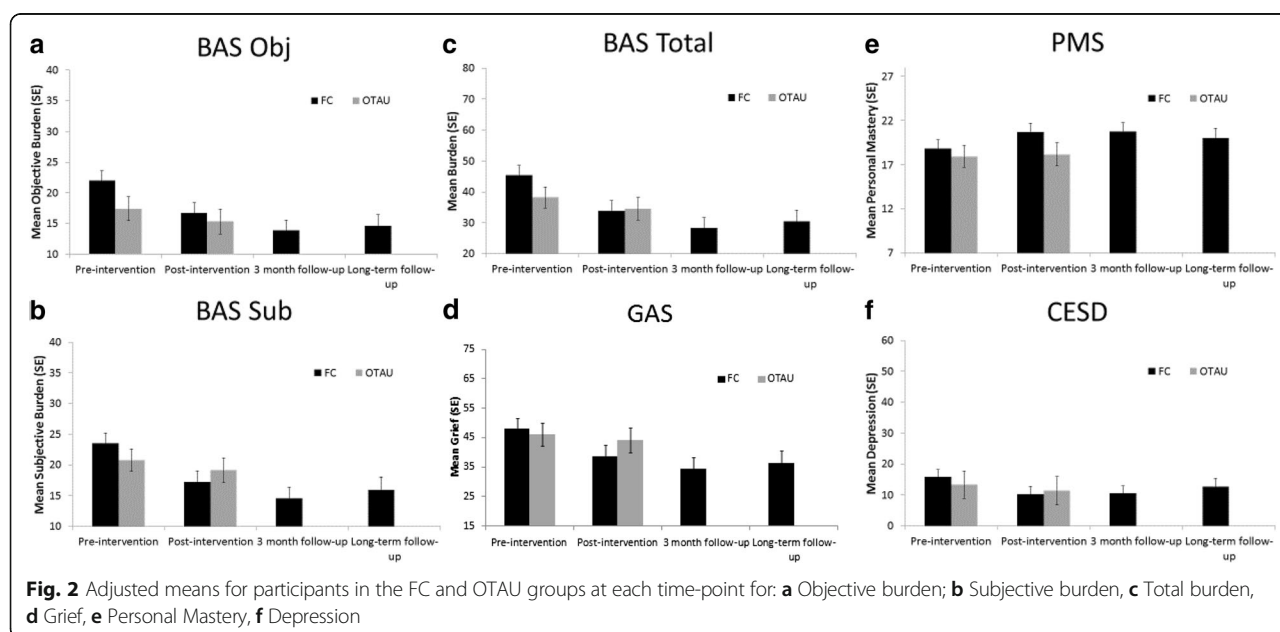 a
BAS Obj
Mean Objective Burden (SE)
40
35
30
25
20
15
10
FC OTAU
Pre-intervention Post-intervention 3 month follow-up Long-term follow-
up
b
BAS Sub
Mean Subjective Burden (SE)
40
35
30
25
20
15
10
FC OTAU
Pre-intervention Post-intervention 3 month follow-up Long-term follow-
up
c
BAS Total
Mean Burden (SE)
80
70
60
50
40
30
20
FC OTAU
Pre-intervention Post-intervention 3 month follow-up Long-term follow-
up
d
GAS
Mean Grief (SE)
75
65
55
45
35
25
15
FC OTAU
Pre-intervention Post-intervention 3 month follow-up Long-term follow-
up
e
PMS
Mean Personal Mastery (SE)
27
22
17
12
7
FC OTAU
Pre-intervention Post-intervention 3 month follow-up Long-term follow-
up
f
CESD
Mean Depression (SE)
60
50
40
30
20
10
0
FC OTAU
Pre-intervention Post-intervention 3 month follow-up Long-term follow-
up
Fig. 2 Adjusted means for participants in the FC and OTAU groups at each time-point for: a Objective burden; b Subjective burden, c Total burden,
d Grief, e Personal Mastery, f Depression